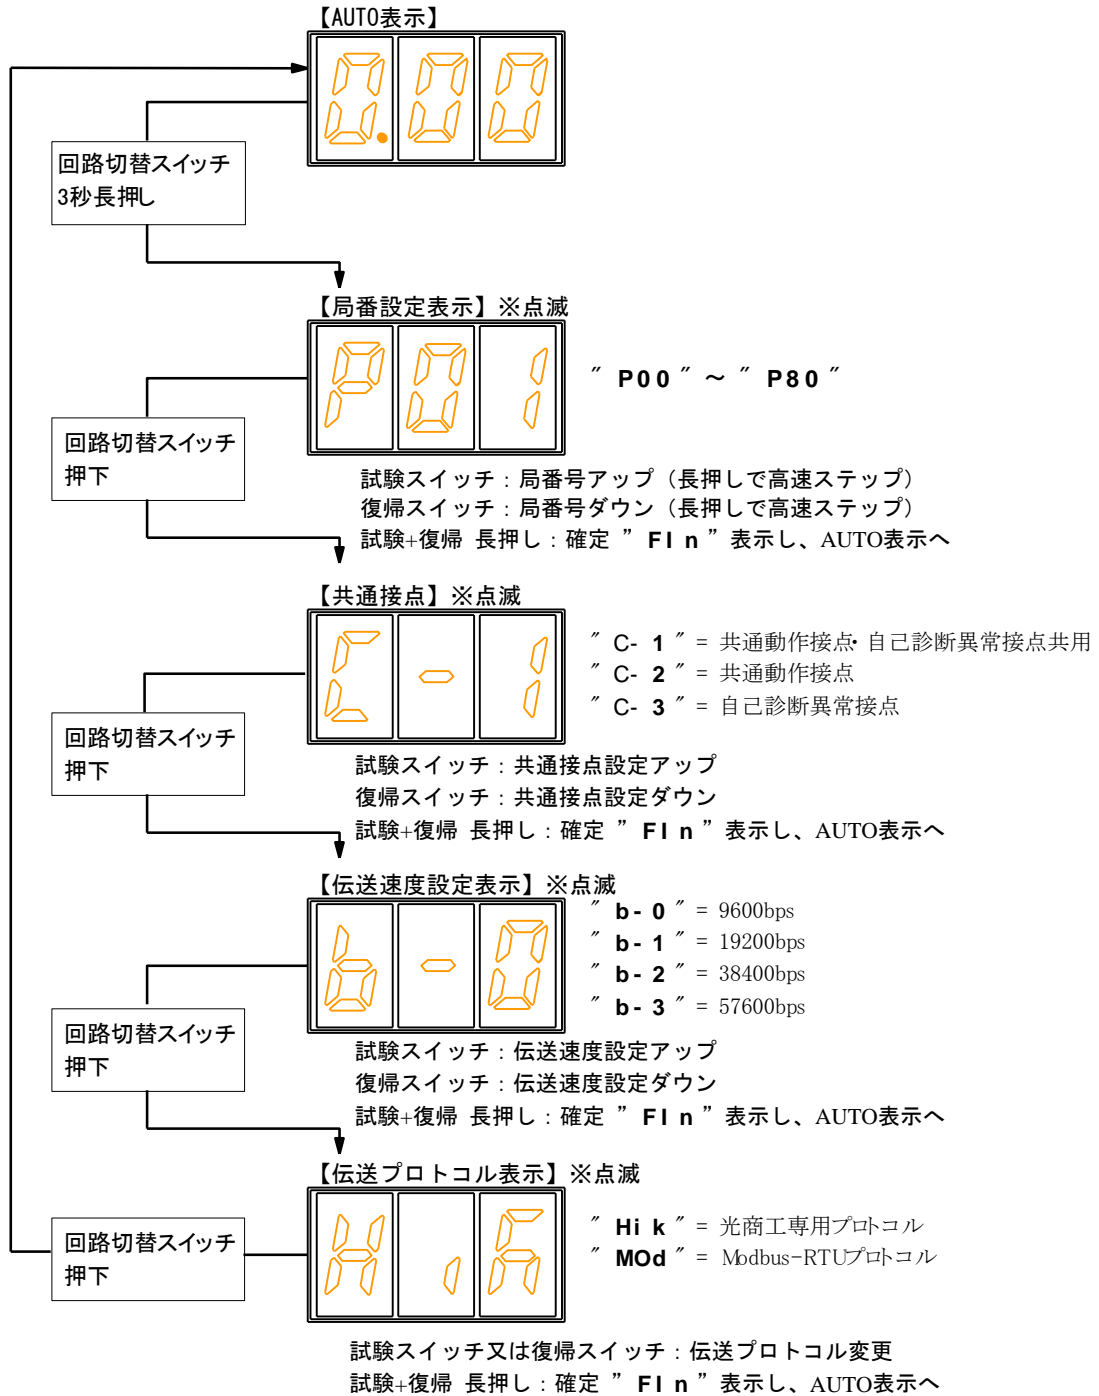 【AUTO表示】
0.00
回路切替スイッチ
3秒長押し
【局番設定表示】※点滅
P01
″ P00 ″ ～ ″ P80 ″
回路切替スイッチ
押下
試験スイッチ：局番号アップ（長押しで高速ステップ）
復帰スイッチ：局番号ダウン（長押しで高速ステップ）
試験+復帰 長押し：確定 ” FIn ” 表示し、AUTO表示へ
【共通接点】※点滅
C-1
″ C- 1 ″ = 共通動作接点・自己診断異常接点共用
″ C- 2 ″ = 共通動作接点
″ C- 3 ″ = 自己診断異常接点
回路切替スイッチ
押下
試験スイッチ：共通接点設定アップ
復帰スイッチ：共通接点設定ダウン
試験+復帰 長押し：確定 ” FIn ” 表示し、AUTO表示へ
【伝送速度設定表示】※点滅
b-0
″ b- 0 ″ = 9600bps
″ b- 1 ″ = 19200bps
″ b- 2 ″ = 38400bps
″ b- 3 ″ = 57600bps
回路切替スイッチ
押下
試験スイッチ：伝送速度設定アップ
復帰スイッチ：伝送速度設定ダウン
試験+復帰 長押し：確定 ” FIn ” 表示し、AUTO表示へ
【伝送プロトコル表示】※点滅
Hik
″ Hik ″ = 光商工専用プロトコル
″ MOd ″ = Modbus-RTUプロトコル
回路切替スイッチ
押下
試験スイッチ又は復帰スイッチ：伝送プロトコル変更
試験+復帰 長押し：確定 ” FIn ” 表示し、AUTO表示へ